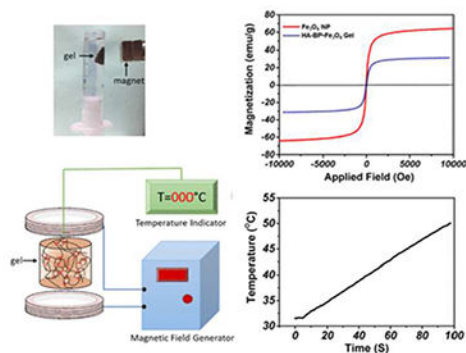 gel
magnet
Magnetization (emu/g)
80
60
40
20
0
-20
-40
-60
-80
Fe₃O₄ NP
HA-BP-Fe₃O₄ Gel
-10000
-5000
0
5000
10000
Applied Field (Oe)
T=000°C
Temperature Indicator
gel
Magnetic Field Generator
Temperature (°C)
55
50
45
40
35
30
0
20
40
60
80
100
Time (S)